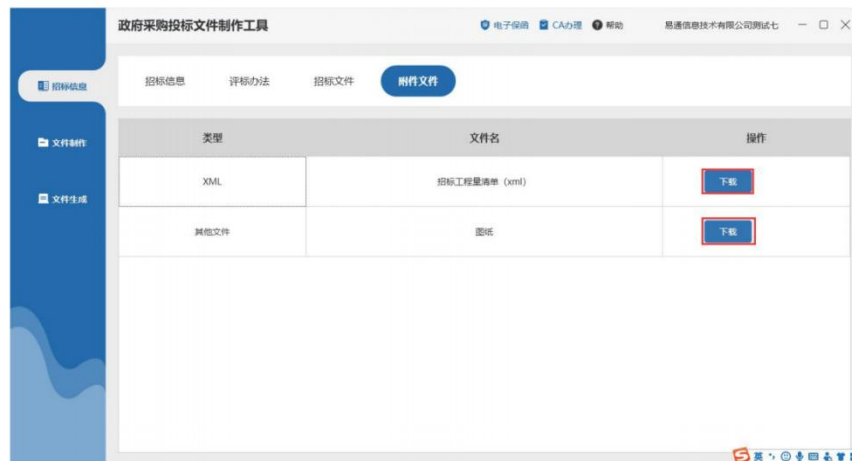 政府采购投标文件制作工具 电子保函 CA办理 帮助 易通信息技术有限公司测试七
招标信息 招标信息 评标办法 招标文件 附件文件
文件制作 类型 文件名 操作
XML 招标工程量清单（xml） 下载
文件生成
其他文件 图纸 下载
英